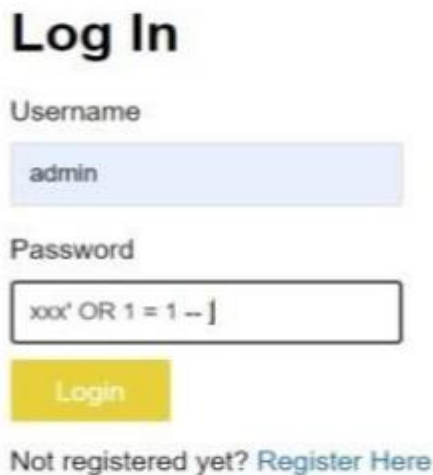 Log In
Username
admin
Password
xxx' OR 1 = 1 -- ]
Login
Not registered yet? Register Here